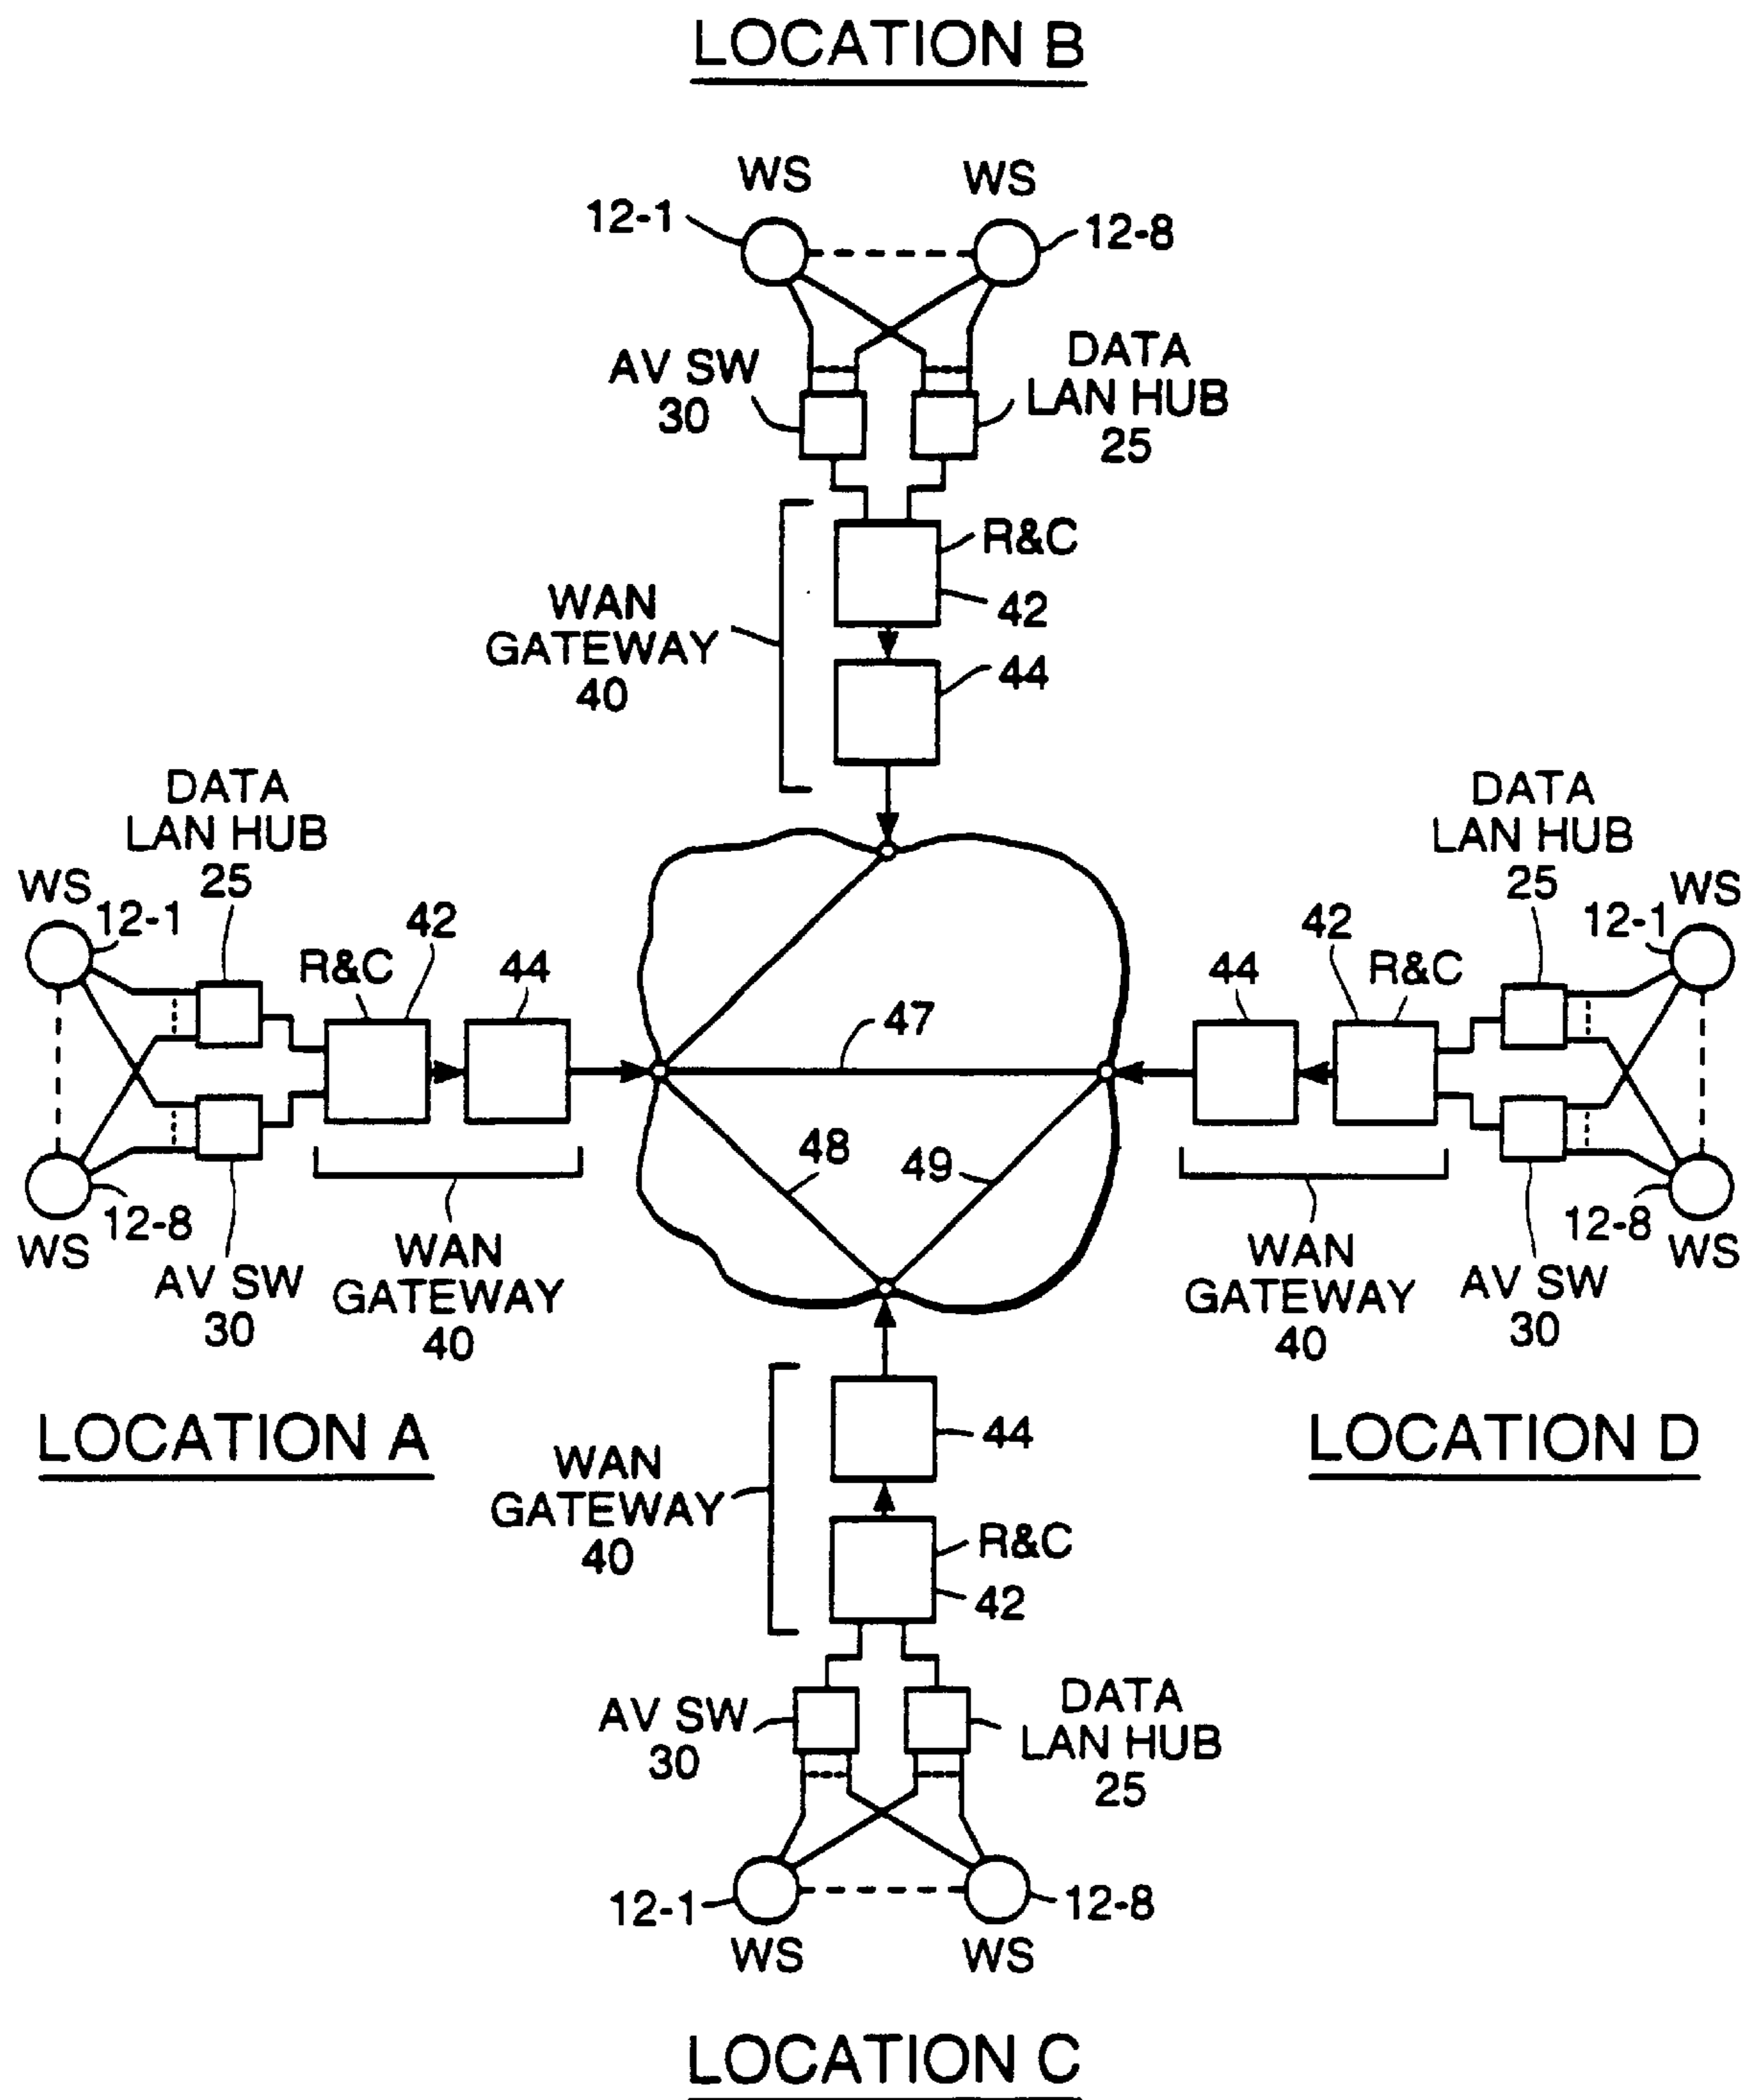 LOCATION B
WS
WS
12-1
12-8
AV SW
30
DATA
LAN HUB
25
R&C
42
WAN
GATEWAY
40
44
DATA
LAN HUB
25
WS
12-1
42
R&C
44
12-8
WS
AV SW
30
WAN
GATEWAY
40
LOCATION A
47
48
49
DATA
LAN HUB
25
WS
12-1
42
R&C
44
12-8
WS
AV SW
30
WAN
GATEWAY
40
LOCATION D
44
WAN
GATEWAY
40
R&C
42
AV SW
30
DATA
LAN HUB
25
12-1
12-8
WS
WS
LOCATION C